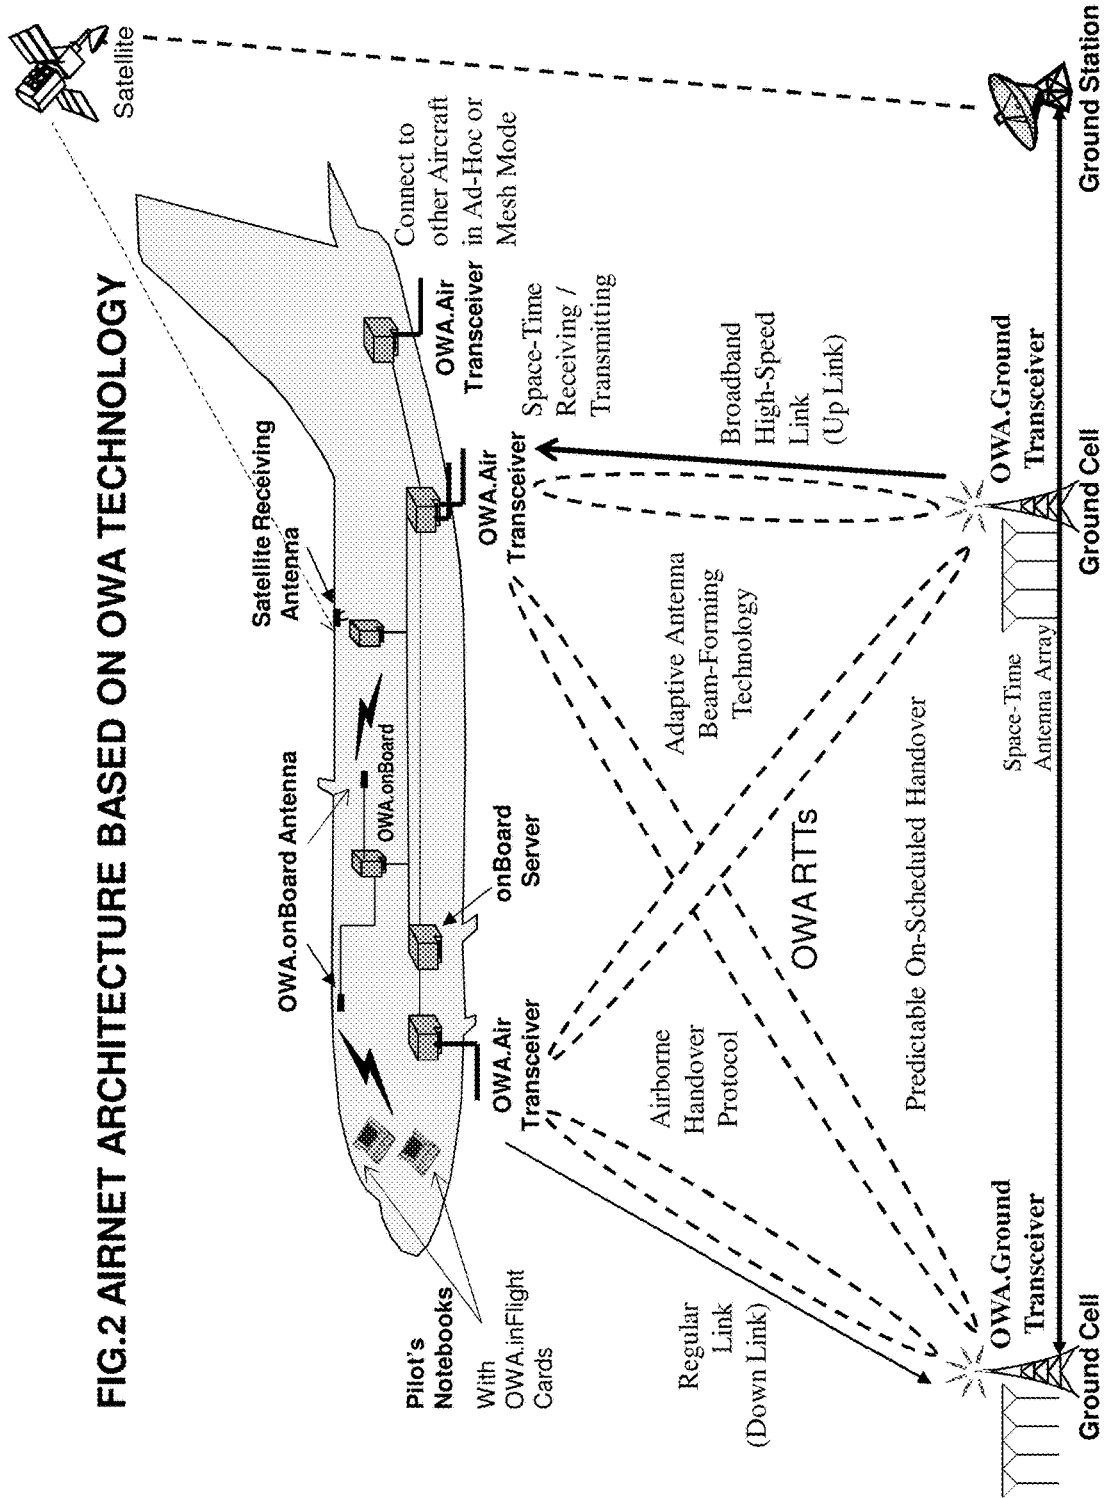 FIG.2 AIRNET ARCHITECTURE BASED ON OWA TECHNOLOGY
Satellite
Satellite Receiving
Antenna
OWA.onBoard Antenna
OWA.onBoard
Pilot's
Notebooks
With
OWA.inFlight
Cards
onBoard
Server
OWA.Air
Transceiver
OWA.Air
Transceiver
OWA.Air
Transceiver
Connect to
other Aircraft
in Ad-Hoc or
Mesh Mode
Space-Time
Receiving /
Transmitting
Regular
Link
(Down Link)
Airborne
Handover
Protocol
Adaptive Antenna
Beam-Forming
Technology
Broadband
High-Speed
Link
(Up Link)
OWA RTTs
Predictable On-Scheduled Handover
OWA.Ground
Transceiver
Space-Time
Antenna Array
OWA.Ground
Transceiver
Ground Cell
Ground Cell
Ground Station